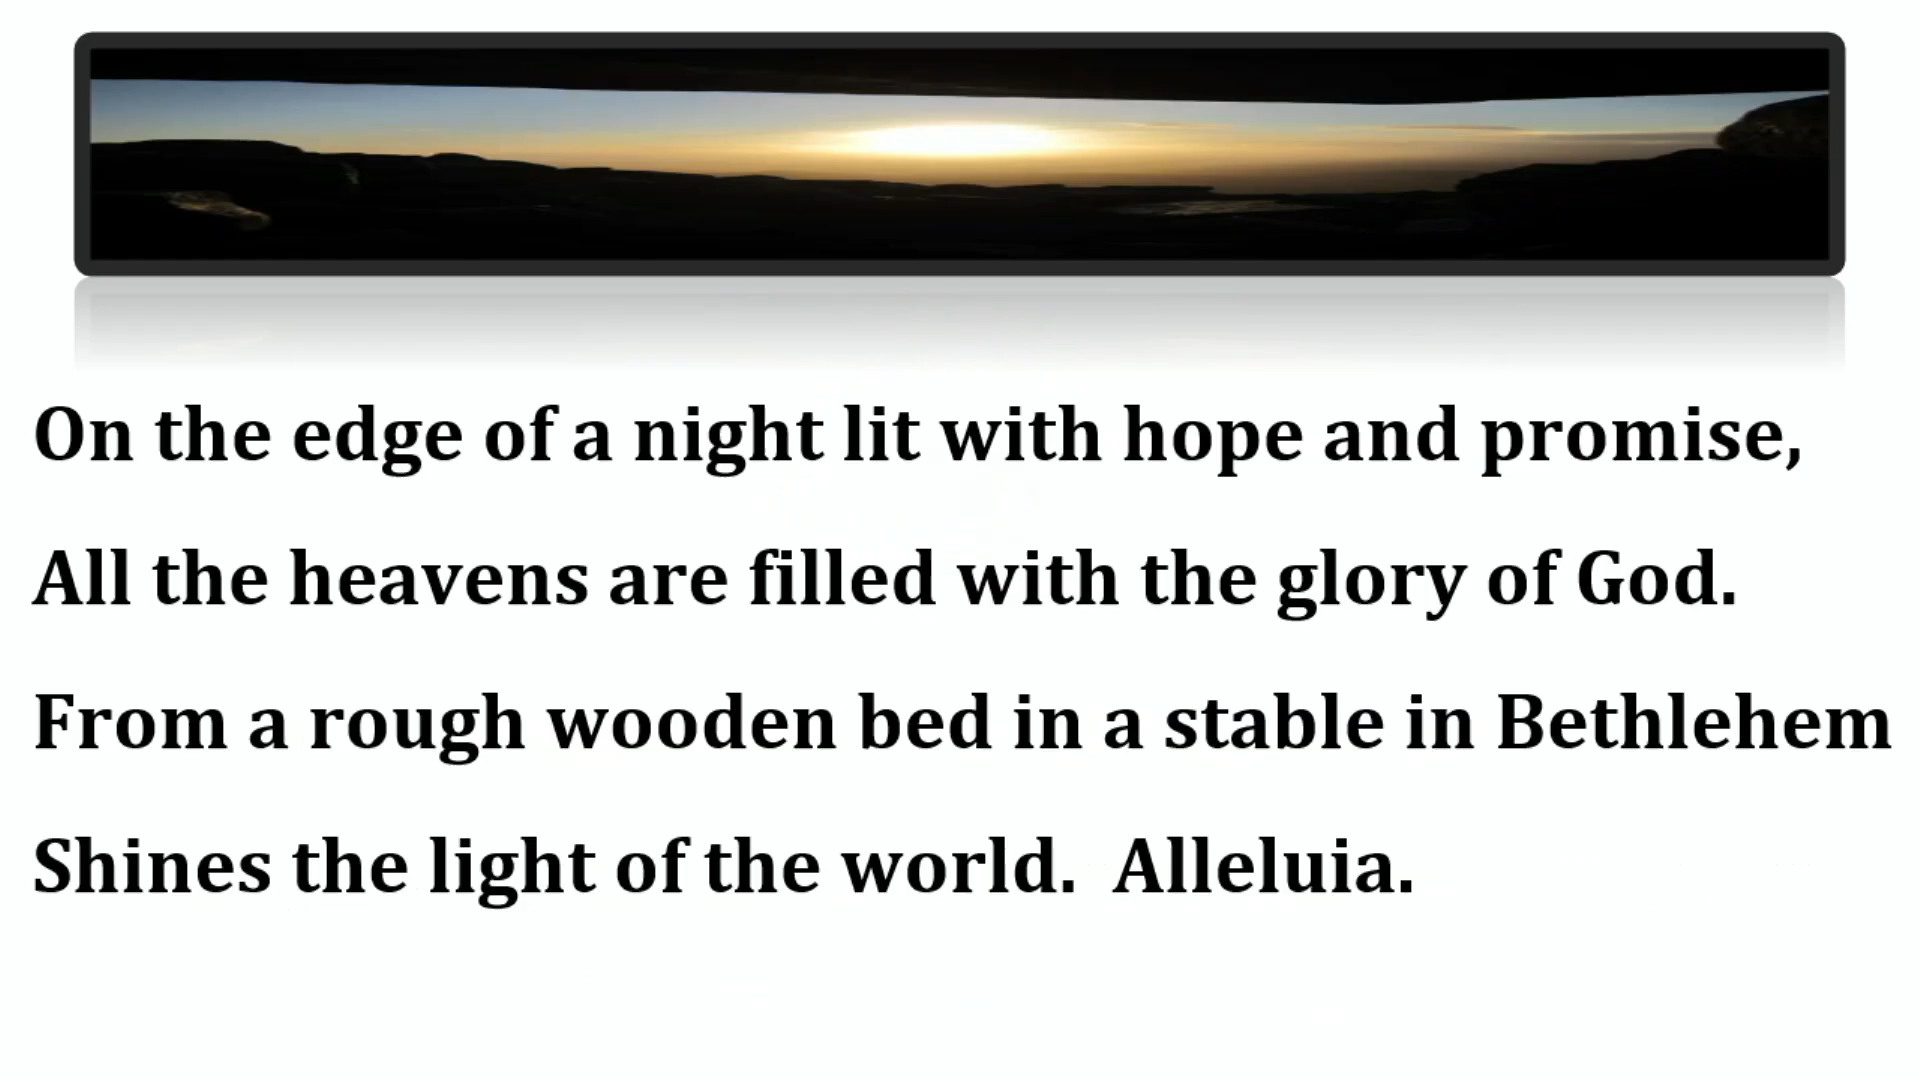 On the edge of a night lit with hope and promise,
All the heavens are filled with the glory of God.
From a rough wooden bed in a stable in Bethlehem
Shines the light of the world.  Alleluia.